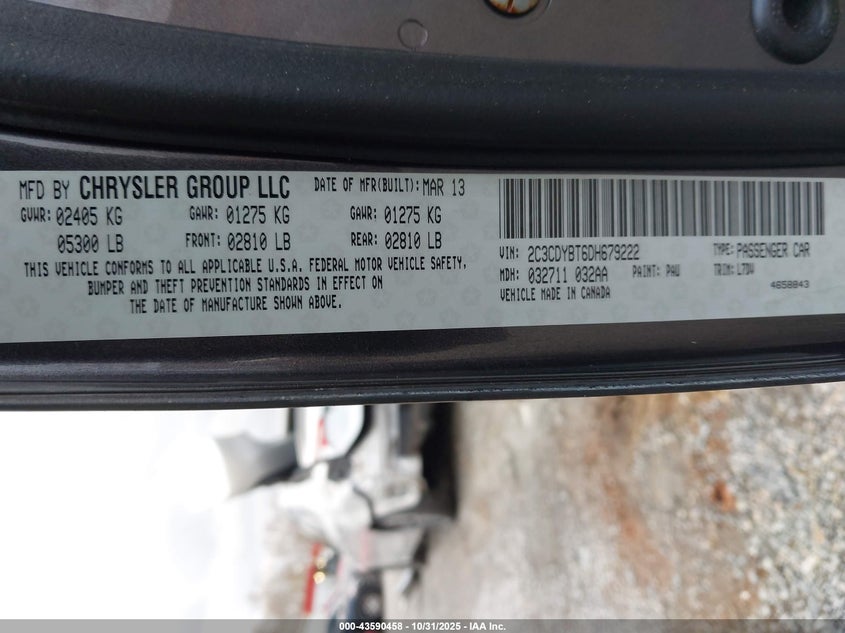 MFD BY CHRYSLER GROUP LLC DATE OF MFR(BUILT): MAR 13
GVWR: 02405 KG GAWR: 01275 KG GAWR: 01275 KG
05300 LB FRONT: 02810 LB REAR: 02810 LB
THIS VEHICLE CONFORMS TO ALL APPLICABLE U.S.A. FEDERAL MOTOR VEHICLE SAFETY,
BUMPER AND THEFT PREVENTION STANDARDS IN EFFECT ON
THE DATE OF MANUFACTURE SHOWN ABOVE.
VIN: 2C3CDYBT6DH679222 TYPE: PASSENGER CAR
MDH: 032711 032AA PAINT: PAU TRIM: L7DV
VEHICLE MADE IN CANADA 4658843
000-43590458 - 10/31/2025 - IAA Inc.